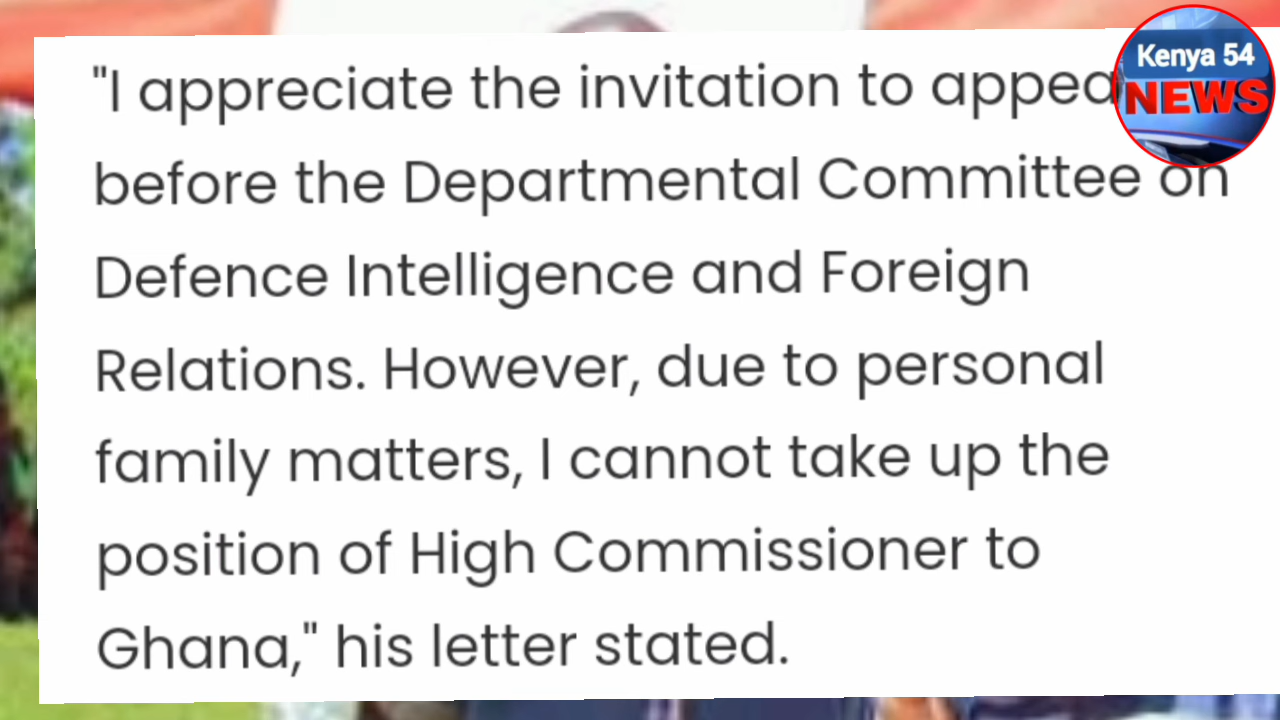 "I appreciate the invitation to appea
before the Departmental Committee on
Defence Intelligence and Foreign
Relations. However, due to personal
family matters, I cannot take up the
position of High Commissioner to
Ghana," his letter stated.
Kenya 54
NEWS